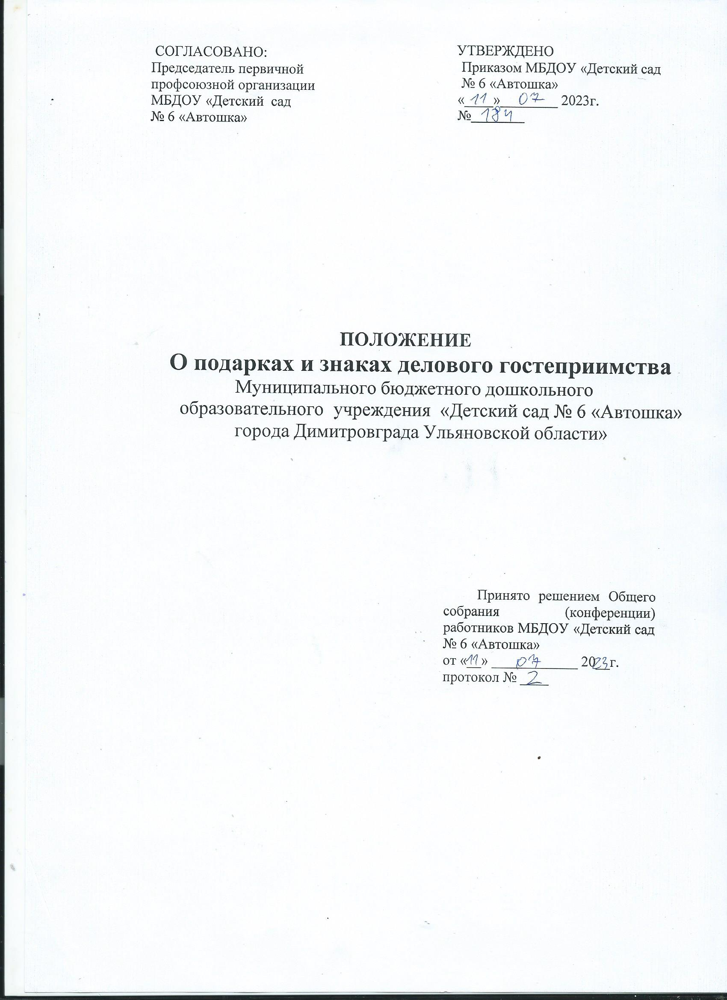 СОГЛАСОВАНО:
Председатель первичной
профсоюзной организации
МБДОУ «Детский сад
№ 6 «Автошка»
УТВЕРЖДЕНО
Приказом МБДОУ «Детский сад
№ 6 «Автошка»
«11» 07 2023г.
№ 184
ПОЛОЖЕНИЕ
О подарках и знаках делового гостеприимства
Муниципального бюджетного дошкольного
образовательного учреждения «Детский сад № 6 «Автошка»
города Димитровграда Ульяновской области»
Принято решением Общего
собрания (конференции)
работников МБДОУ «Детский сад
№ 6 «Автошка»
от «11» 07 2023г.
протокол № 2